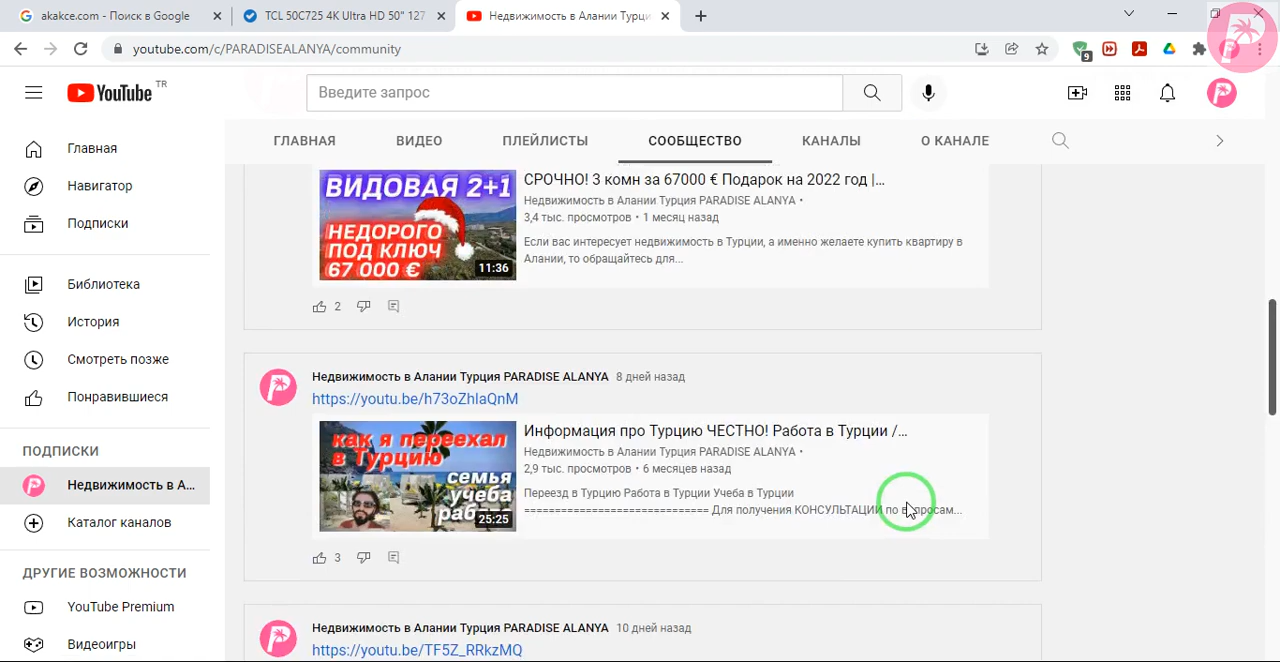 akakce.com - Поиск в Google
TCL 50C725 4K Ultra HD 50" 127
Недвижимость в Алании Турци
youtube.com/c/PARADISEALANYA/community
9
YouTube TR
Введите запрос
ГЛАВНАЯ ВИДЕО ПЛЕЙЛИСТЫ СООБЩЕСТВО КАНАЛЫ О КАНАЛЕ
Главная
Навигатор
Подписки
Библиотека
История
Смотреть позже
Понравившиеся
ПОДПИСКИ
Недвижимость в А...
Каталог каналов
ДРУГИЕ ВОЗМОЖНОСТИ
YouTube Premium
Видеоигры
ВИДОВАЯ 2+1
НЕДОРОГО
ПОД КЛЮЧ
67 000 €
11:36
СРОЧНО! 3 комн за 67000 € Подарок на 2022 год |...
Недвижимость в Алании Турция PARADISE ALANYA •
3,4 тыс. просмотров • 1 месяц назад
Если вас интересует недвижимость в Турции, а именно желаете купить квартиру в
Алании, то обращайтесь для...
2
Недвижимость в Алании Турция PARADISE ALANYA 8 дней назад
https://youtu.be/h73oZhlaQnM
как я переехал
в Турцию
семья
учеба
работа
25:25
Информация про Турцию ЧЕСТНО! Работа в Турции /...
Недвижимость в Алании Турция PARADISE ALANYA •
2,9 тыс. просмотров • 6 месяцев назад
Переезд в Турцию Работа в Турции Учеба в Турции
============================== Для получения КОНСУЛЬТАЦИИ по вопросам...
3
Недвижимость в Алании Турция PARADISE ALANYA 10 дней назад
https://youtu.be/TF5Z_RRkzMQ